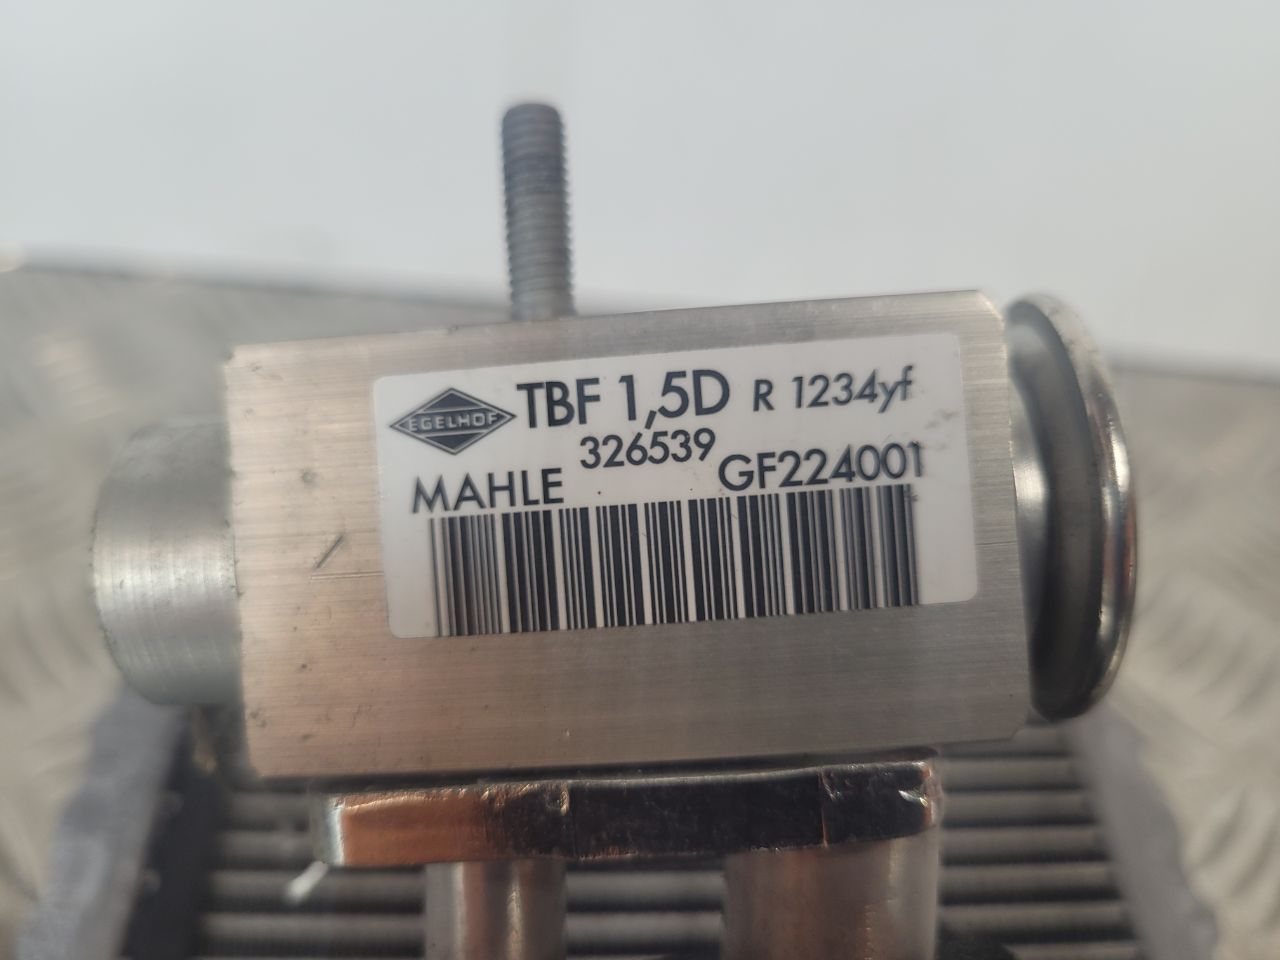 EGELHOF TBF 1,5D R 1234yf
326539
MAHLE GF224001